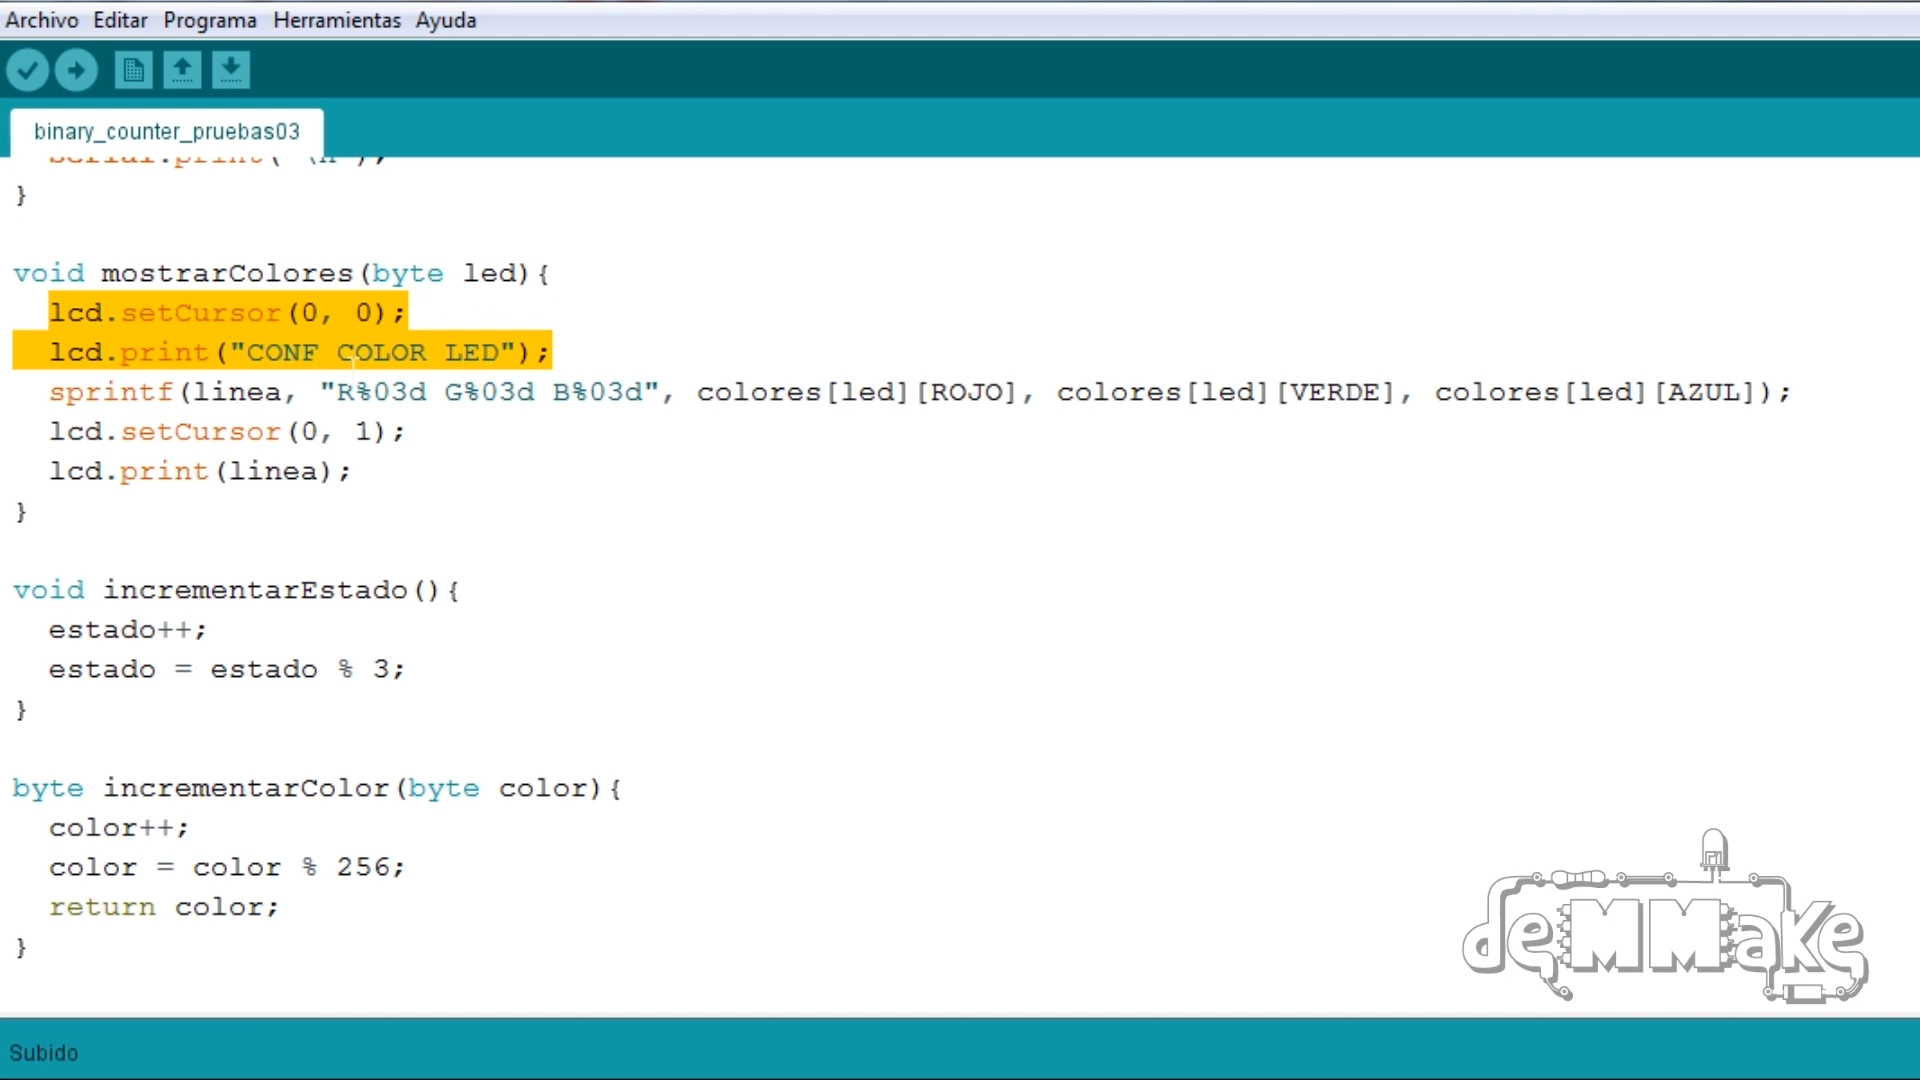 Archivo Editar Programa Herramientas Ayuda
binary_counter_pruebas03
}
void mostrarColores(byte led){
lcd.setCursor(0, 0);
lcd.print("CONF COLOR LED");
sprintf(linea, "R%03d G%03d B%03d", colores[led][ROJO], colores[led][VERDE], colores[led][AZUL]);
lcd.setCursor(0, 1);
lcd.print(linea);
}
void incrementarEstado(){
estado++;
estado = estado % 3;
}
byte incrementarColor(byte color){
color++;
color = color % 256;
return color;
}
deMMake
Subido